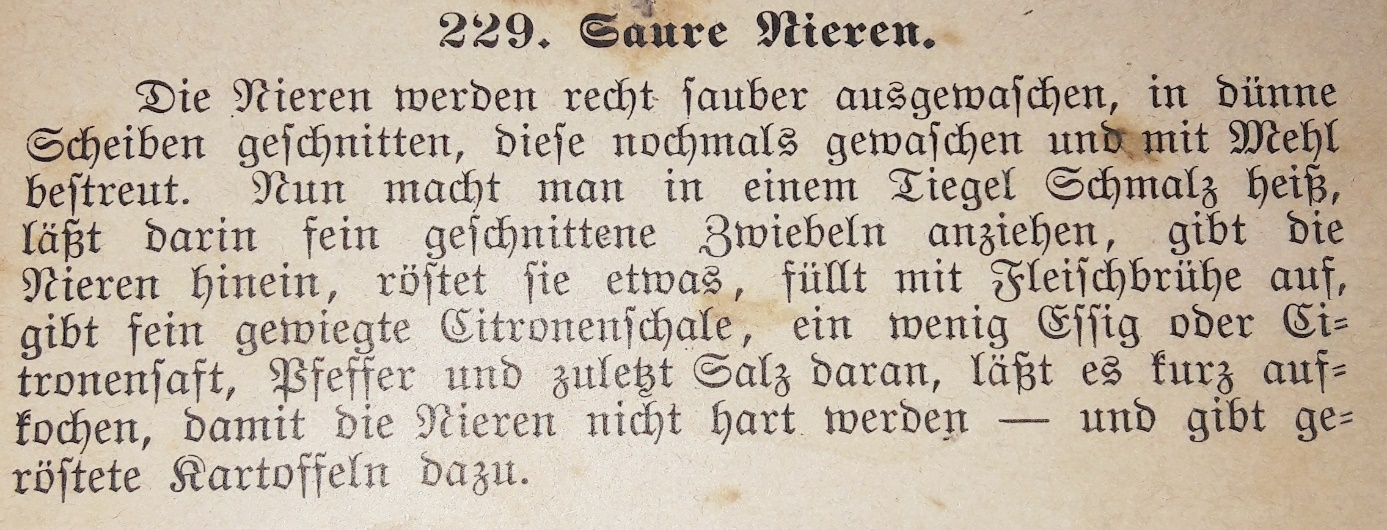 229. Saure Nieren.
Die Nieren werden recht sauber ausgewaschen, in dünne
Scheiben geschnitten, diese nochmals gewaschen und mit Mehl
bestreut. Nun macht man in einem Tiegel Schmalz heiß,
läßt darin fein geschnittene Zwiebeln anziehen, gibt die
Nieren hinein, röstet sie etwas, füllt mit Fleischbrühe auf,
gibt fein gewiegte Citronenschale, ein wenig Essig oder Ci-
tronensaft, Pfeffer und zuletzt Salz daran, läßt es kurz auf-
kochen, damit die Nieren nicht hart werden — und gibt ge-
röstete Kartoffeln dazu.